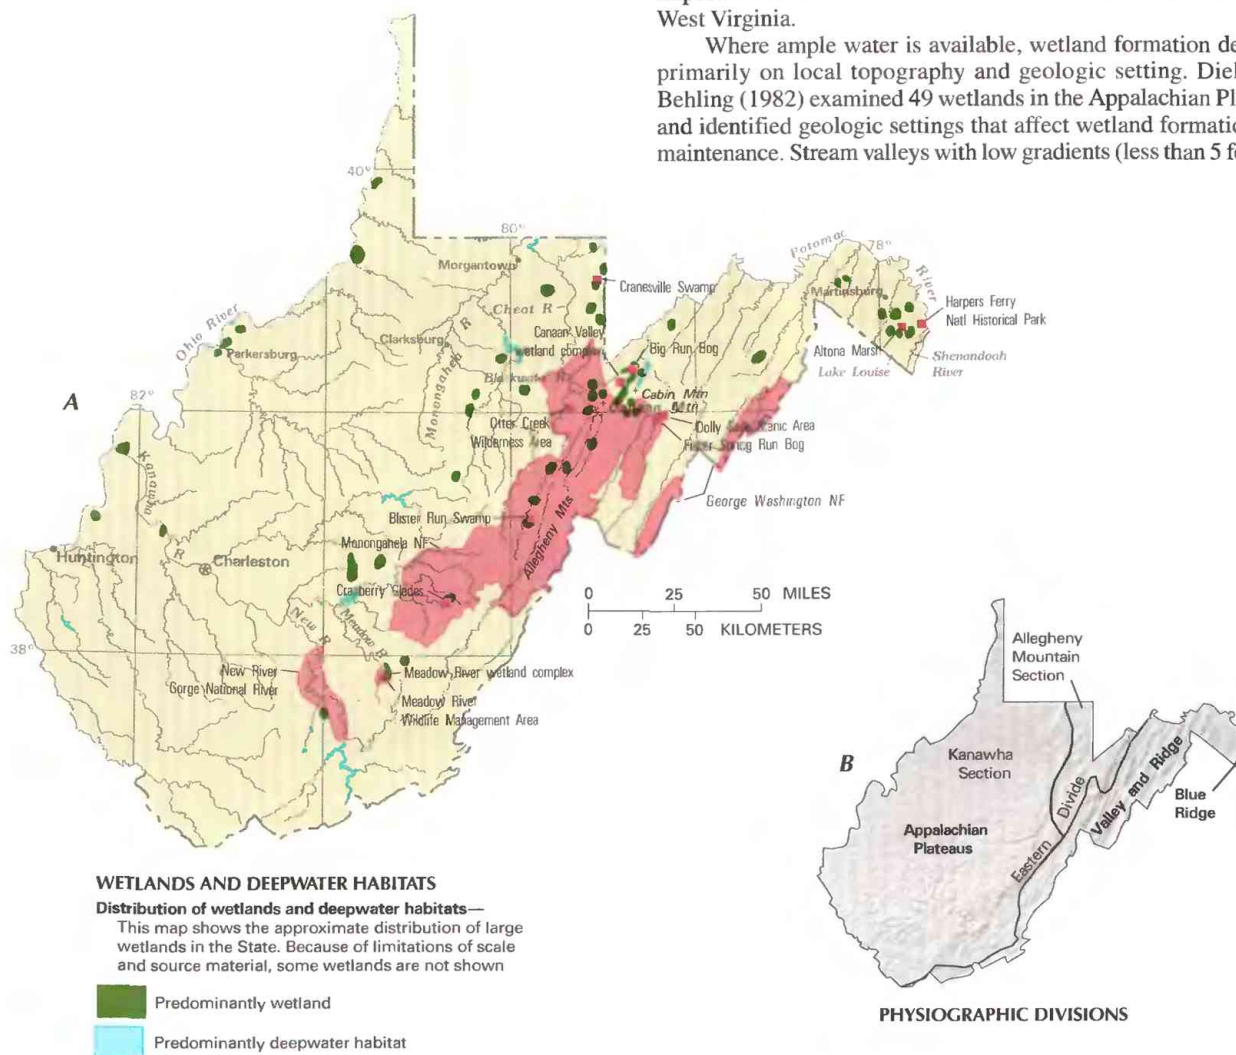 West Virginia.
Where ample water is available, wetland formation de
primarily on local topography and geologic setting. Diel
Behling (1982) examined 49 wetlands in the Appalachian Pl
and identified geologic settings that affect wetland formatio
maintenance. Stream valleys with low gradients (less than 5 f
40°
80°
78°
82°
38°
A
Potomac
River
Morgantown
Cranesville Swamp
Martinsburg
Harpers Ferry
Natl Historical Park
Cheat R
Ohio River
Canaan Valley
wetland complex
Clarksburg
Parkersburg
Monongahela
R
Big Run Bog
Altona Marsh
Lake Louise
Shenandoah
River
Blackwater R
Cabin Mtn
Mtn
Otter Creek
Wilderness Area
Dolly Sods Scenic Area
Fisher Spring Run Bog
Kanawha
R
George Washington NF
Blister Run Swamp
Allegheny Mts
Monongahela NF
Huntington
Charleston
Cranberry Glades
New R
Meadow R
New River
Gorge National River
Meadow River wetland complex
Meadow River
Wildlife Management Area
0 25 50 MILES
0 25 50 KILOMETERS
Allegheny
Mountain
Section
B
Kanawha
Section
Appalachian
Plateaus
Eastern
Divide
Valley and Ridge
Blue
Ridge
PHYSIOGRAPHIC DIVISIONS
WETLANDS AND DEEPWATER HABITATS
Distribution of wetlands and deepwater habitats—
This map shows the approximate distribution of large
wetlands in the State. Because of limitations of scale
and source material, some wetlands are not shown
Predominantly wetland
Predominantly deepwater habitat